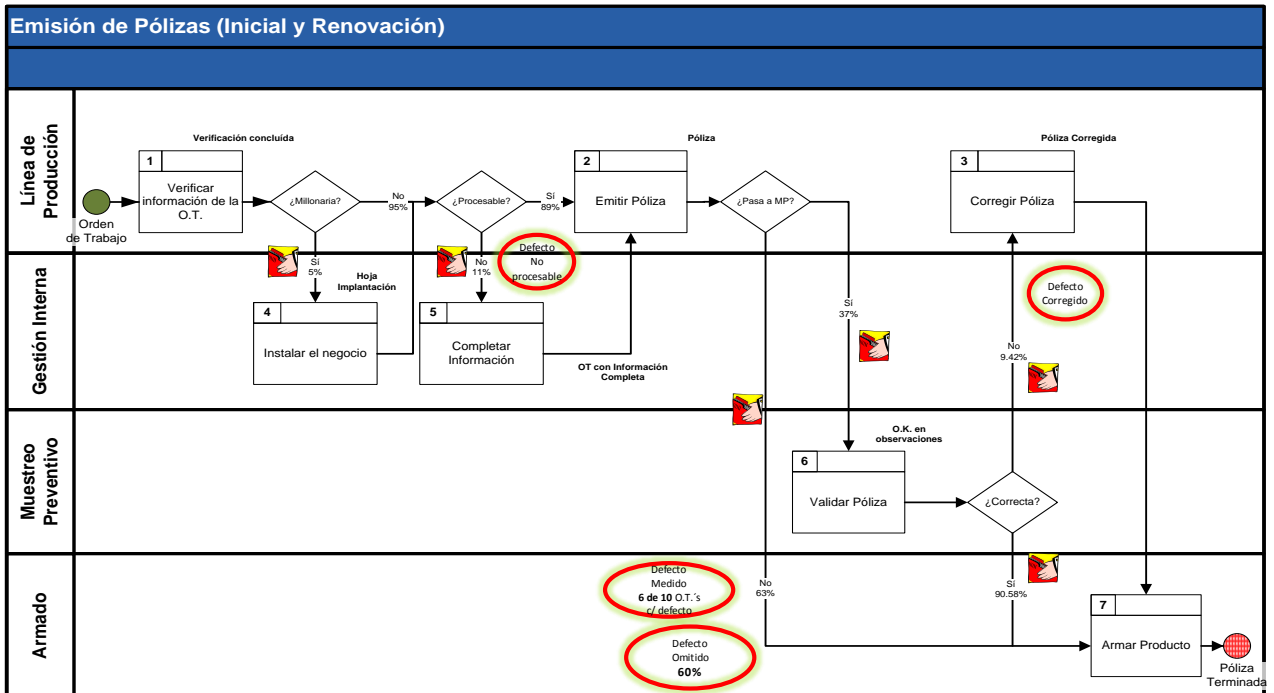 Emisión de Pólizas (Inicial y Renovación)
Línea de
Producción
Orden
de Trabajo
Verificación concluída
1
Verificar
información de la
O.T.
¿Millonaria?
No
95%
Sí
5%
¿Procesable?
Sí
89%
No
11%
Defecto
No
procesable
Póliza
2
Emitir Póliza
¿Pasa a MP?
Póliza Corregida
3
Corregir Póliza
Gestión Interna
Hoja
Implantación
4
Instalar el negocio
5
Completar
Información
OT con Información
Completa
Sí
37%
Defecto
Corregido
No
9.42%
Muestreo
Preventivo
O.K. en
observaciones
6
Validar Póliza
¿Correcta?
Armado
Defecto
Medido
6 de 10 O.T.´s
c/ defecto
Defecto
Omitido
60%
No
63%
Sí
90.58%
7
Armar Producto
Póliza
Terminada